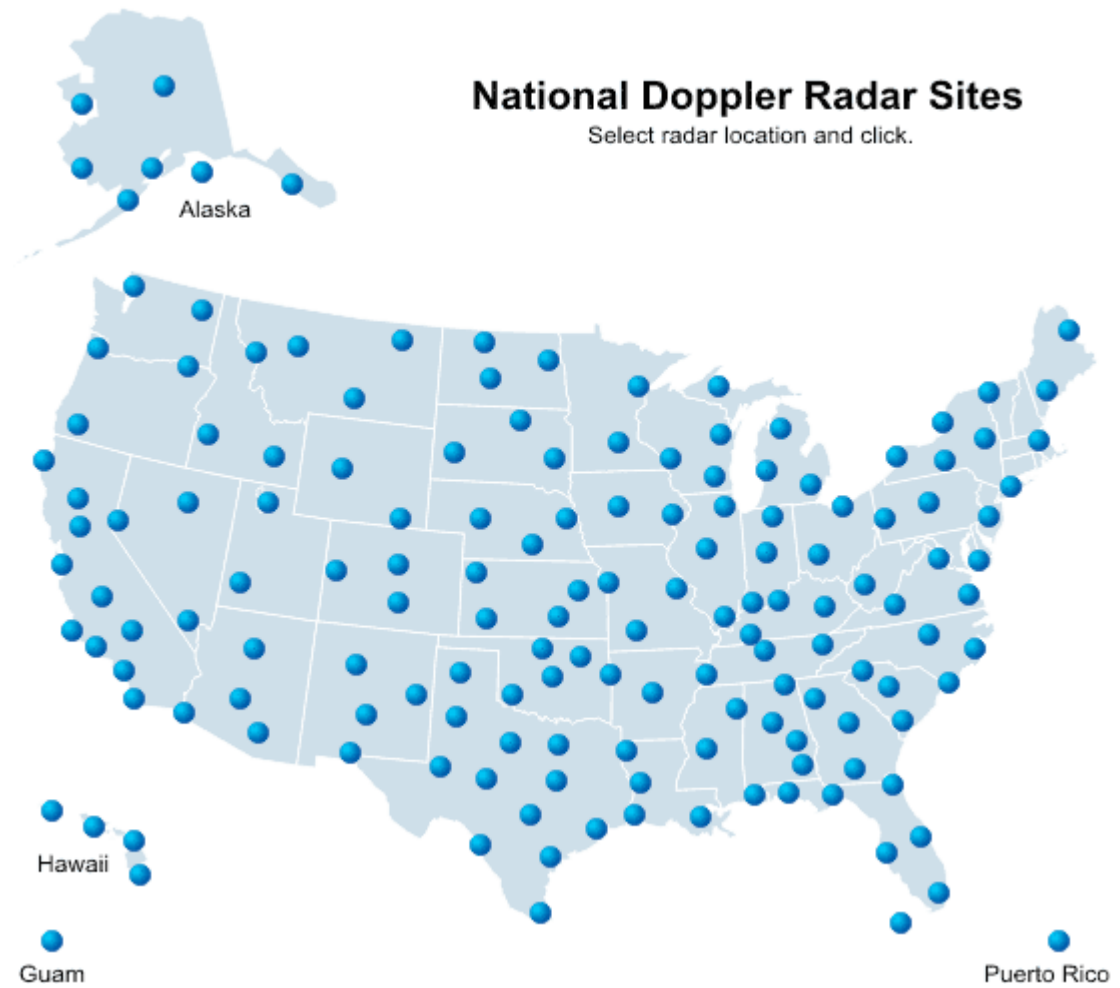 National Doppler Radar Sites
Select radar location and click.
Alaska
Hawaii
Guam
Puerto Rico